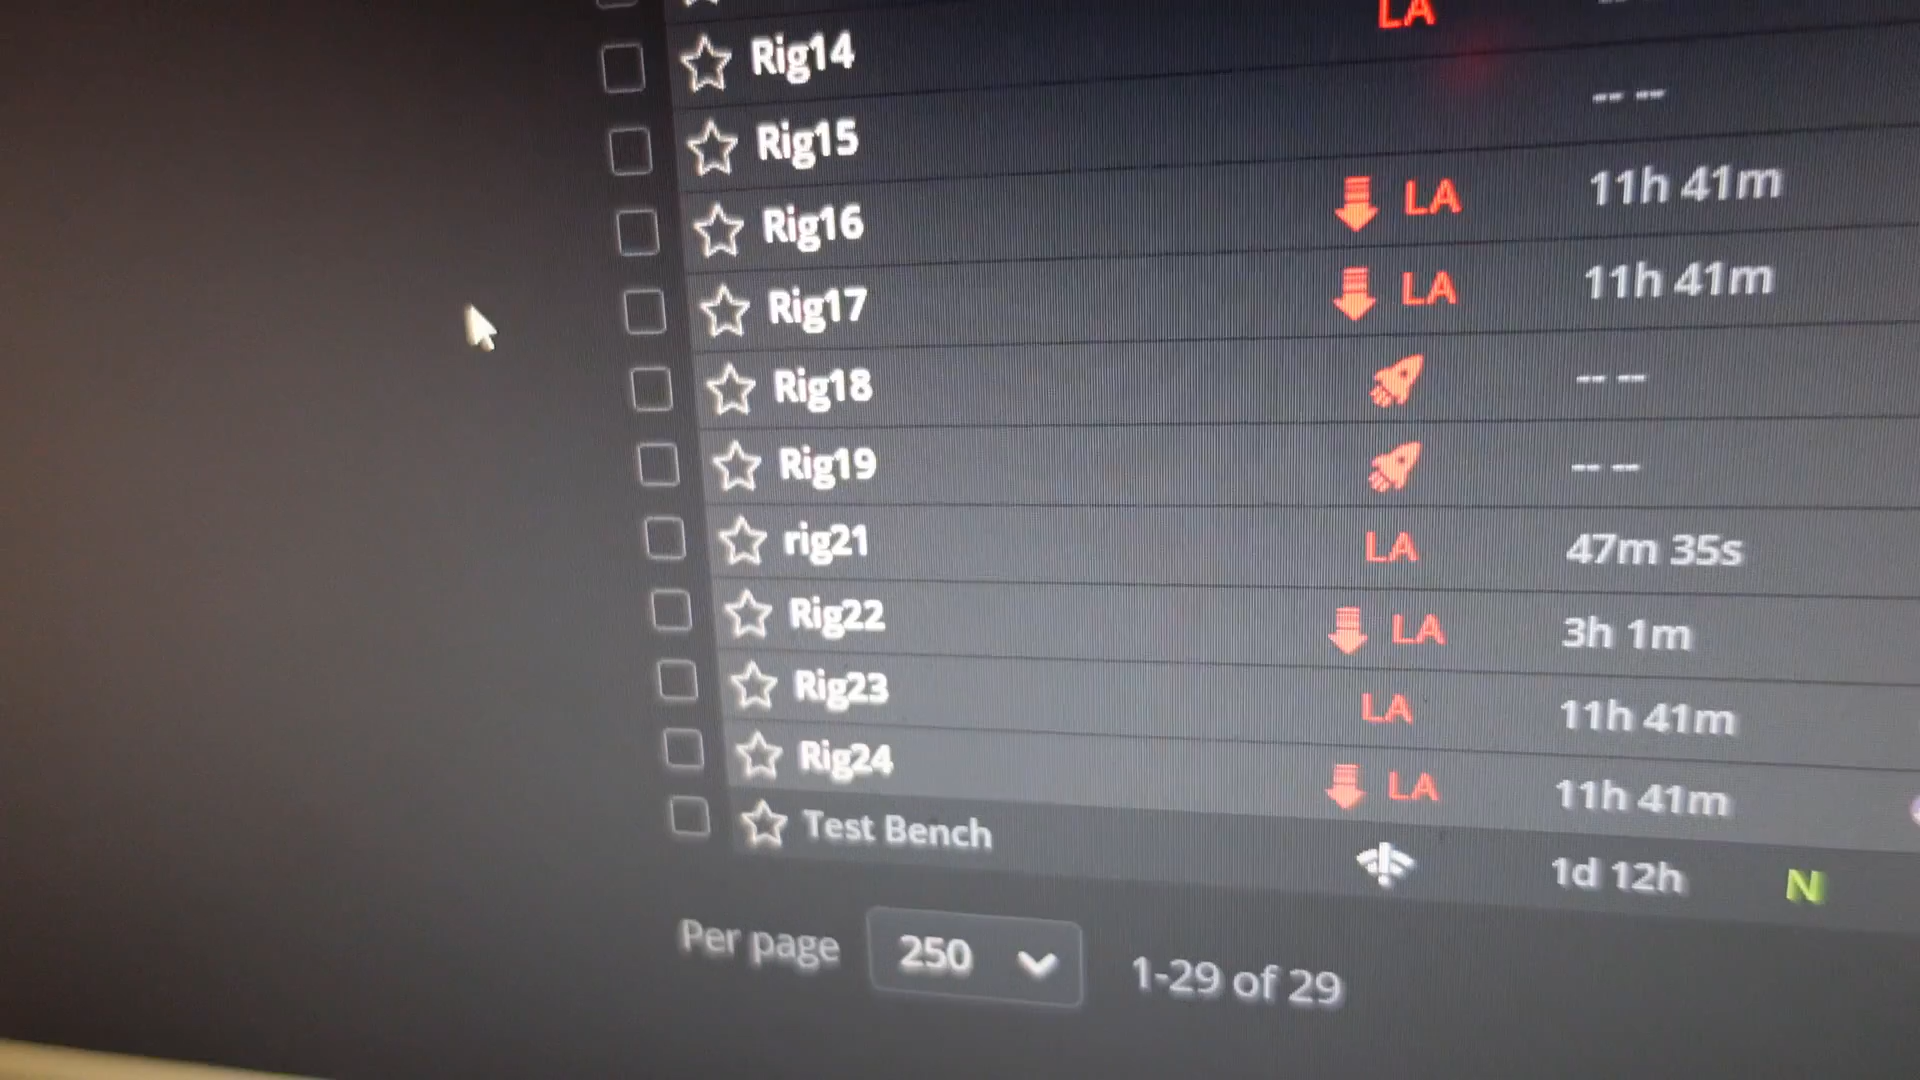 Rig14 LA
Rig15 -- --
Rig16 LA 11h 41m
Rig17 LA 11h 41m
Rig18 -- --
Rig19 -- --
rig21 LA 47m 35s
Rig22 LA 3h 1m
Rig23 LA 11h 41m
Rig24 LA 11h 41m
Test Bench 1d 12h N
Per page 250 1-29 of 29